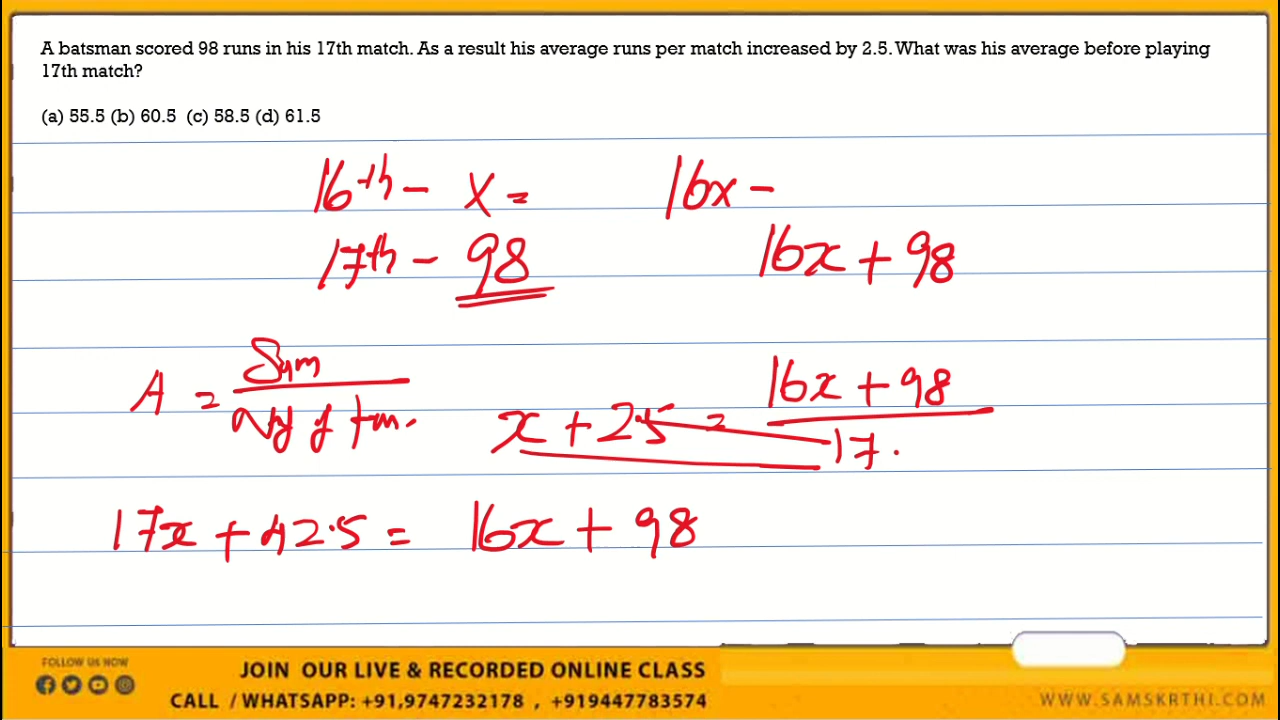 A batsman scored 98 runs in his 17th match. As a result his average runs per match increased by 2.5. What was his average before playing
17th match?
(a) 55.5 (b) 60.5 (c) 58.5 (d) 61.5
16th - x =
16x -
17th - 98
16x + 98
A = Sum
x + 2.5 = 16x + 98
17.
17x + 42.5 = 16x + 98
FOLLOW US NOW
JOIN OUR LIVE & RECORDED ONLINE CLASS
CALL / WHATSAPP: +91,9747232178 , +919447783574
WWW.SAMSKRTHI.COM